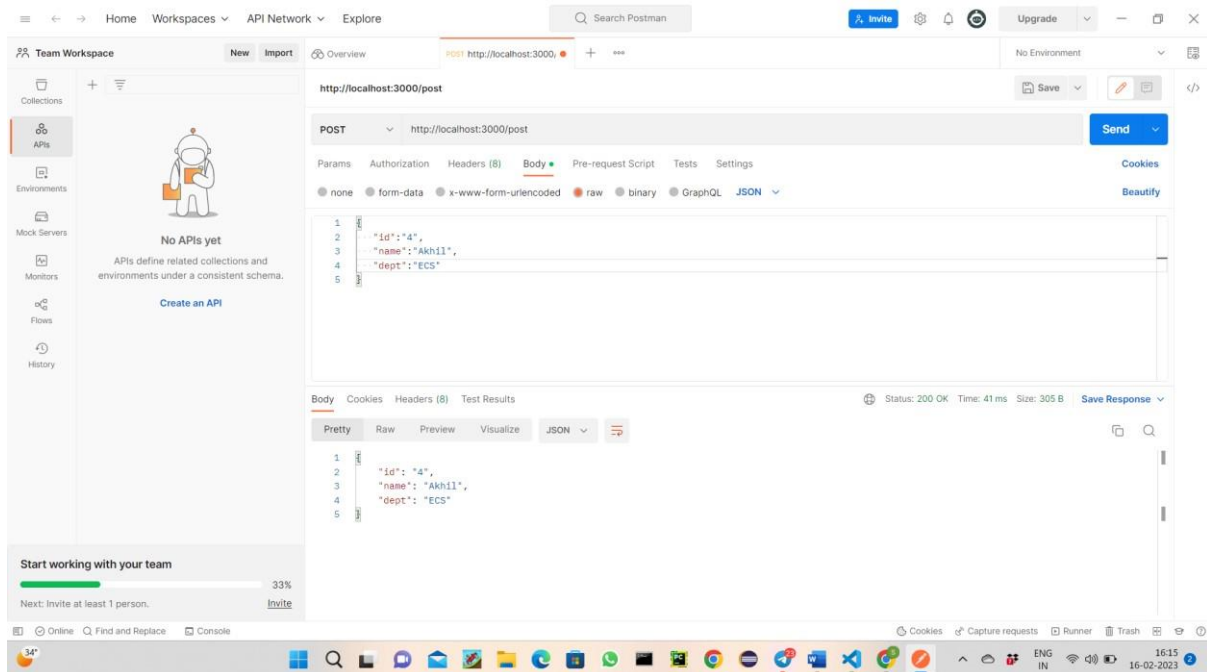 Home Workspaces API Network Explore Search Postman Invite Upgrade
Team Workspace New Import Overview POST http://localhost:3000/ No Environment
Collections
APIs
Environments
Mock Servers
Monitors
Flows
History
No APIs yet
APIs define related collections and
environments under a consistent schema.
Create an API
Start working with your team
33%
Next: Invite at least 1 person. Invite
http://localhost:3000/post Save
POST http://localhost:3000/post Send
Params Authorization Headers (8) Body Pre-request Script Tests Settings Cookies
none form-data x-www-form-urlencoded raw binary GraphQL JSON Beautify
1 {
2 "id":"4",
3 "name":"Akhil",
4 "dept":"ECS"
5 }
Body Cookies Headers (8) Test Results Status: 200 OK Time: 41 ms Size: 305 B Save Response
Pretty Raw Preview Visualize JSON
1 {
2 "id": "4",
3 "name": "Akhil",
4 "dept": "ECS"
5 }
Online Find and Replace Console Cookies Capture requests Runner Trash
34° ENG 16:15
IN 16-02-2023 2